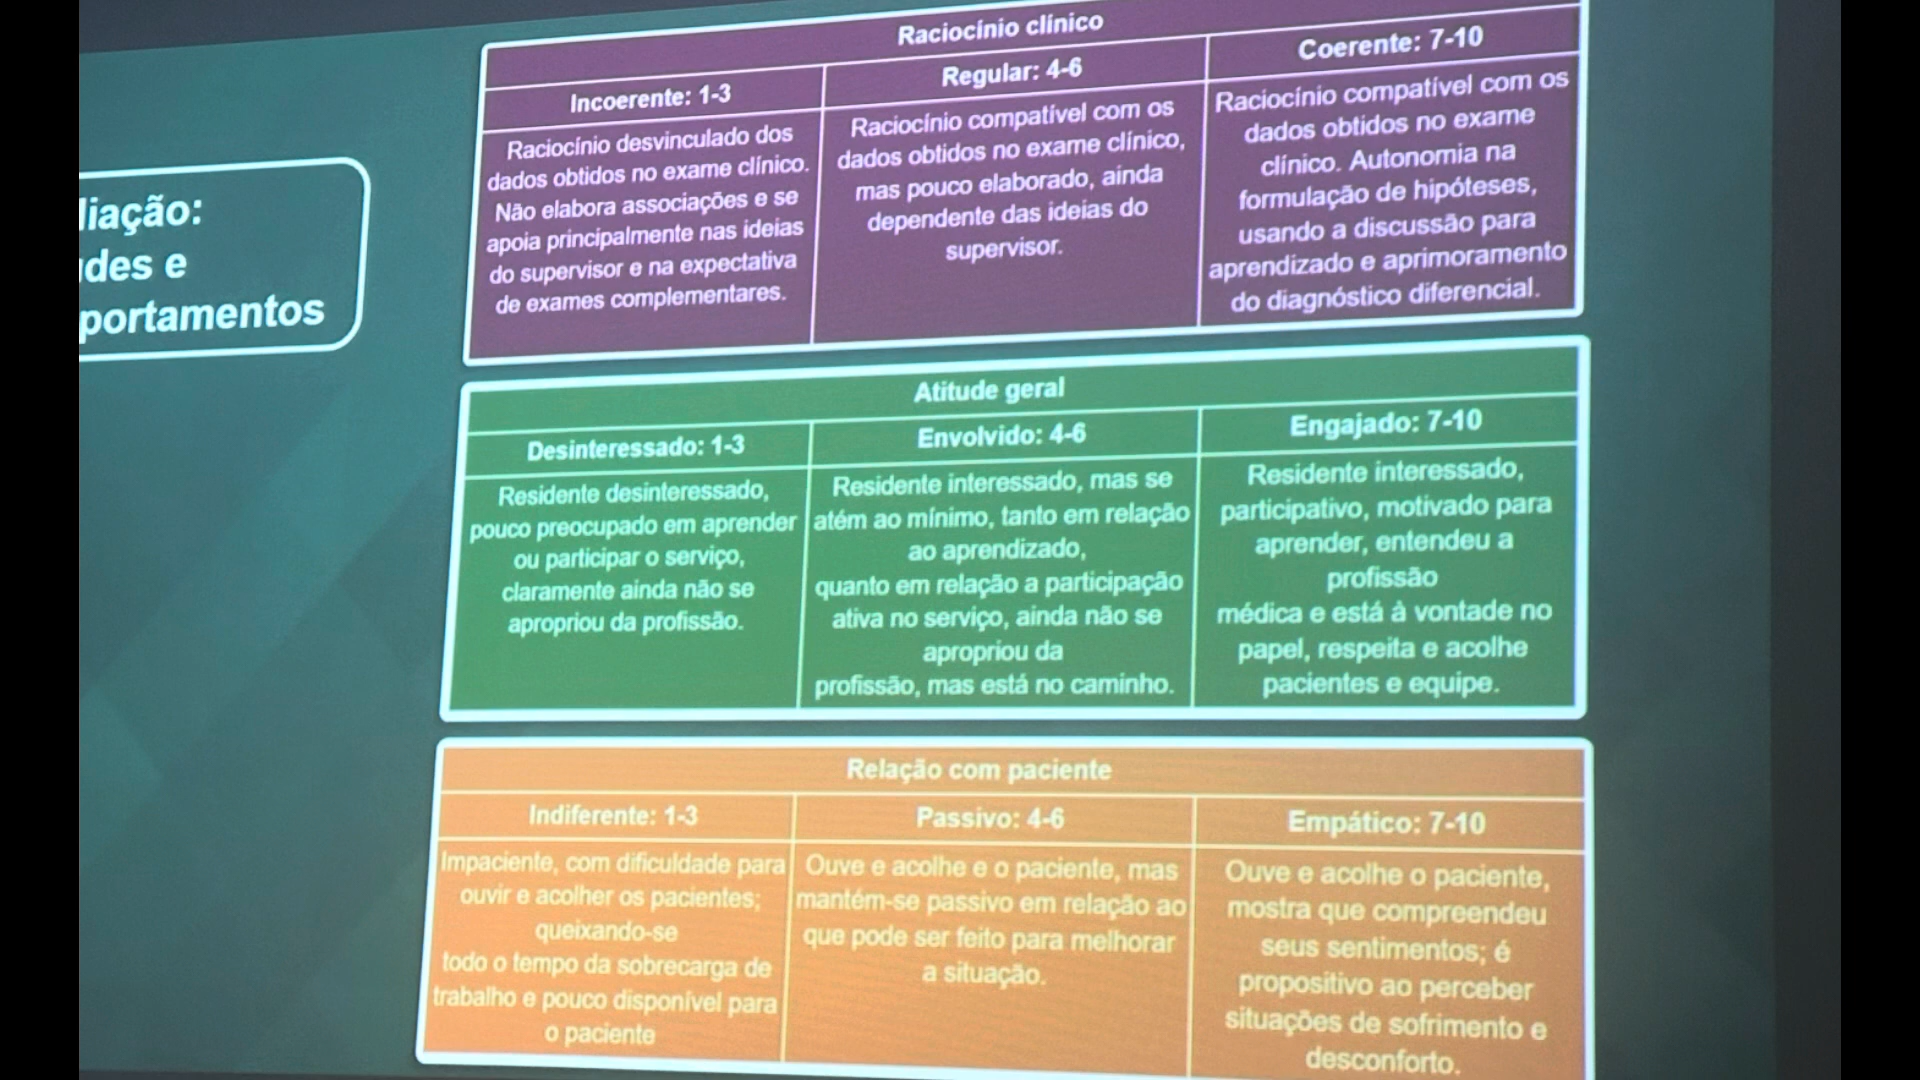 liação:
des e
portamentos
Raciocínio clínico
Incoerente: 1-3
Raciocínio desvinculado dos
dados obtidos no exame clínico.
Não elabora associações e se
apoia principalmente nas ideias
do supervisor e na expectativa
de exames complementares.
Regular: 4-6
Raciocínio compatível com os
dados obtidos no exame clínico,
mas pouco elaborado, ainda
dependente das ideias do
supervisor.
Coerente: 7-10
Raciocínio compatível com os
dados obtidos no exame
clínico. Autonomia na
formulação de hipóteses,
usando a discussão para
aprendizado e aprimoramento
do diagnóstico diferencial.
Atitude geral
Desinteressado: 1-3
Residente desinteressado,
pouco preocupado em aprender
ou participar o serviço,
claramente ainda não se
apropriou da profissão.
Envolvido: 4-6
Residente interessado, mas se
atém ao mínimo, tanto em relação
ao aprendizado,
quanto em relação a participação
ativa no serviço, ainda não se
apropriou da
profissão, mas está no caminho.
Engajado: 7-10
Residente interessado,
participativo, motivado para
aprender, entendeu a
profissão
médica e está à vontade no
papel, respeita e acolhe
pacientes e equipe.
Relação com paciente
Indiferente: 1-3
Impaciente, com dificuldade para
ouvir e acolher os pacientes;
queixando-se
todo o tempo da sobrecarga de
trabalho e pouco disponível para
o paciente
Passivo: 4-6
Ouve e acolhe e o paciente, mas
mantém-se passivo em relação ao
que pode ser feito para melhorar
a situação.
Empático: 7-10
Ouve e acolhe o paciente,
mostra que compreendeu
seus sentimentos; é
propositivo ao perceber
situações de sofrimento e
desconforto.